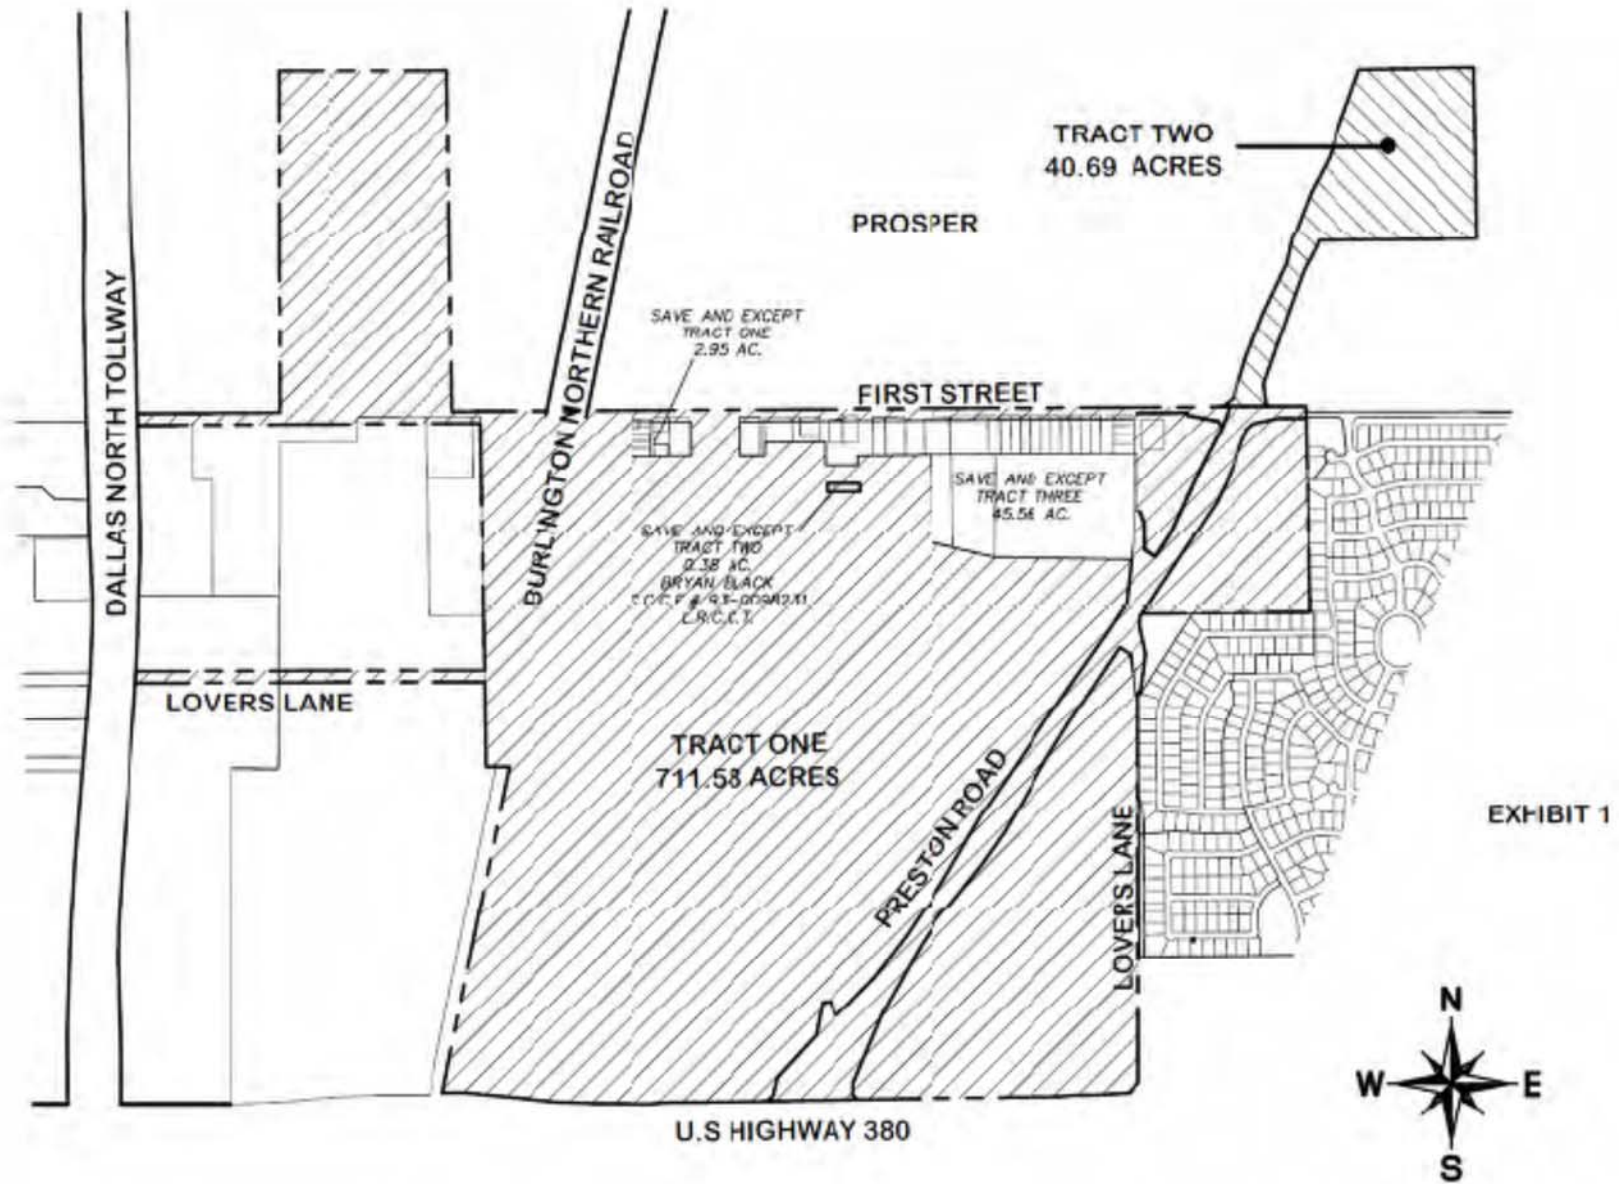 TRACT TWO
40.69 ACRES
PROSPER
DALLAS NORTH TOLLWAY
BURLINGTON NORTHERN RAILROAD
SAVE AND EXCEPT
TRACT ONE
2.95 AC.
FIRST STREET
SAVE AND EXCEPT
TRACT THREE
45.56 AC.
SAVE AND EXCEPT
TRACT TWO
0.38 AC.
BRYAN BLACK
LOVERS LANE
TRACT ONE
711.58 ACRES
PRESTON ROAD
LOVERS LANE
EXHIBIT 1
U.S HIGHWAY 380
N
W
E
S